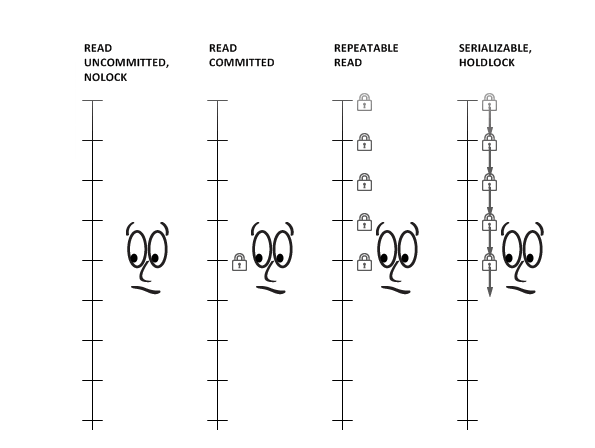 READ
UNCOMMITTED,
NOLOCK
READ
COMMITTED
REPEATABLE
READ
SERIALIZABLE,
HOLDLOCK